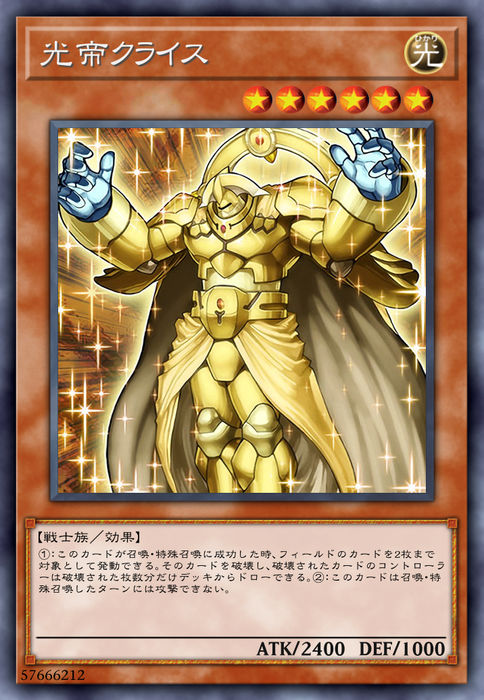 光帝クライス
ひかり
光
【戦士族／効果】
①：このカードが召喚・特殊召喚に成功した時、フィールドのカードを2枚まで
対象として発動できる。そのカードを破壊し、破壊されたカードのコントローラ
ーは破壊された枚数分だけデッキからドローできる。②：このカードは召喚・特
殊召喚したターンには攻撃できない。
ATK/2400 DEF/1000
57666212